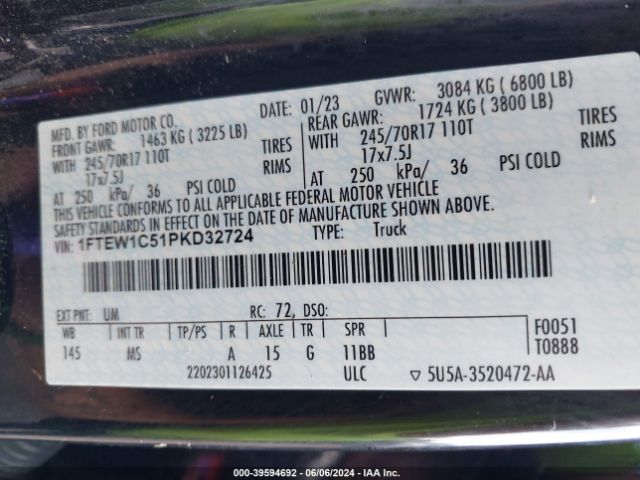 MFD. BY FORD MOTOR CO.
DATE: 01/23 GVWR: 3084 KG ( 6800 LB)
FRONT GAWR: 1463 KG ( 3225 LB) REAR GAWR: 1724 KG ( 3800 LB)
WITH 245/70R17 110T TIRES WITH 245/70R17 110T TIRES
17x7.5J RIMS 17x7.5J RIMS
AT 250 kPa/ 36 PSI COLD AT 250 kPa/ 36 PSI COLD
THIS VEHICLE CONFORMS TO ALL APPLICABLE FEDERAL MOTOR VEHICLE
SAFETY STANDARDS IN EFFECT ON THE DATE OF MANUFACTURE SHOWN ABOVE.
VIN: 1FTEW1C51PKD32724 TYPE: Truck
EXT PNT: UM RC: 72, DSO: F0051
WB INT TR TP/PS R AXLE TR SPR T0888
145 MS A 15 G 11BB
2202301126425 ULC ▽ 5U5A-3520472-AA
000-39594692 - 06/06/2024 - IAA Inc.